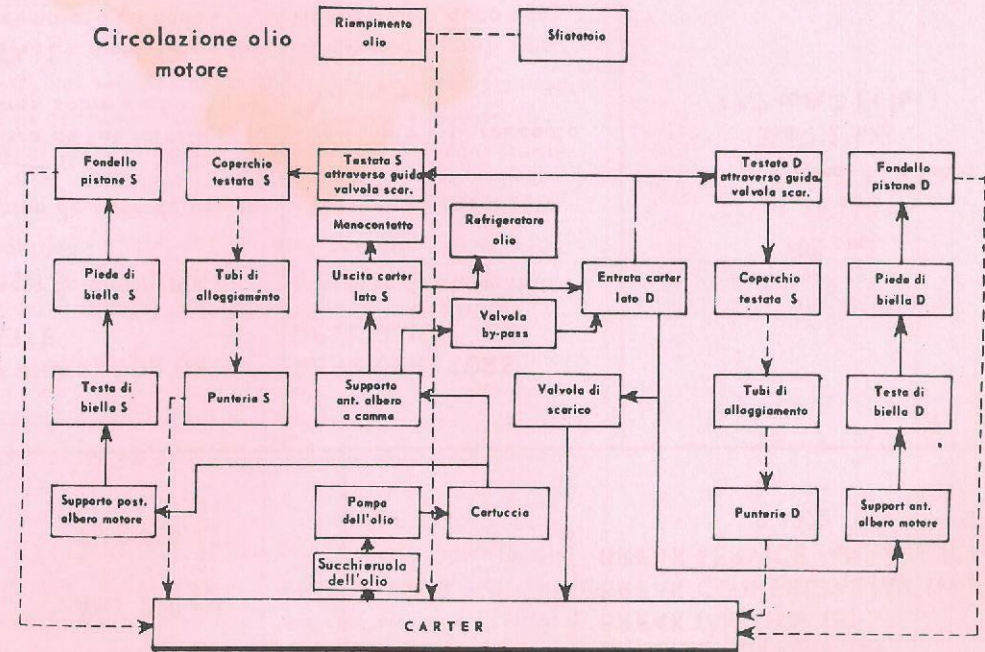 Circolazione olio
motore
Riempimento
olio
Sfiatatoio
Fondello
pistone S
Coperchio
testata S
Testata S
attraverso guida
valvola scar.
Testata D
attraverso guida
valvola scar.
Fondello
pistone D
Manocontatto
Refrigeratore
olio
Piede di
biella S
Tubi di
alloggiamento
Uscita carter
lato S
Entrata carter
lato D
Coperchio
testata S
Piede di
biella D
Valvola
by-pass
Testa di
biella S
Punterie S
Supporto
ant. albero
a camme
Valvola di
scarico
Tubi di
alloggiamento
Testa di
biella D
Supporto post.
albero motore
Pompa
dell'olio
Cartuccia
Punterie D
Support ant.
albero motore
Succhieruola
dell'olio
CARTER